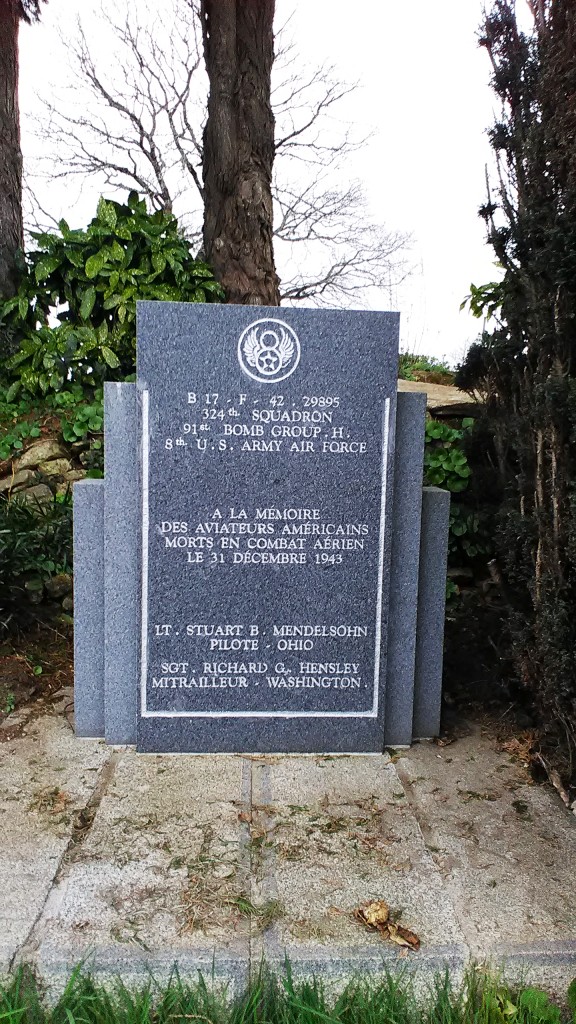 8
B 17 - F - 42 . 29895
324th SQUADRON
91st BOMB GROUP . H .
8th U.S. ARMY AIR FORCE
A LA MÉMOIRE
DES AVIATEURS AMÉRICAINS
MORTS EN COMBAT AÉRIEN
LE 31 DÉCEMBRE 1943
LT . STUART B . MENDELSOHN
PILOTE - OHIO
SGT . RICHARD G . HENSLEY
MITRAILLEUR - WASHINGTON .